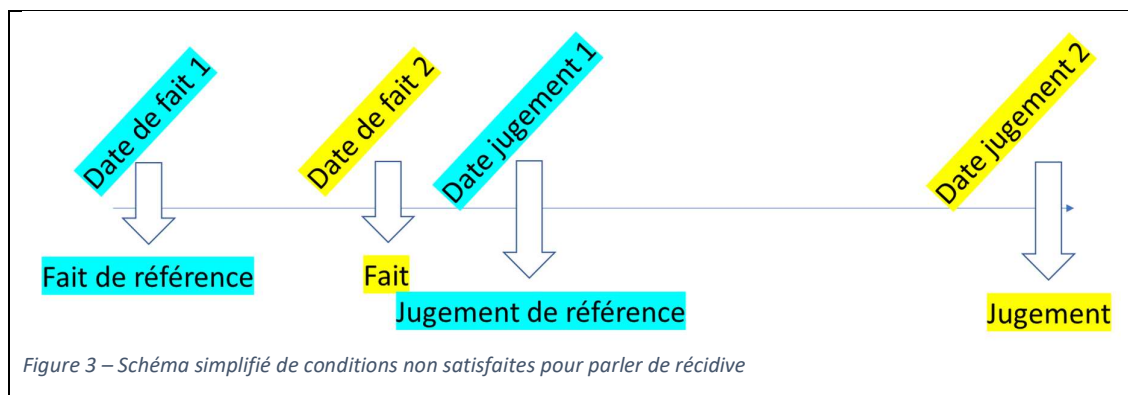 Date de fait 1
Date de fait 2
Date jugement 1
Date jugement 2
Fait de référence
Fait
Jugement de référence
Jugement
Figure 3 – Schéma simplifié de conditions non satisfaites pour parler de récidive